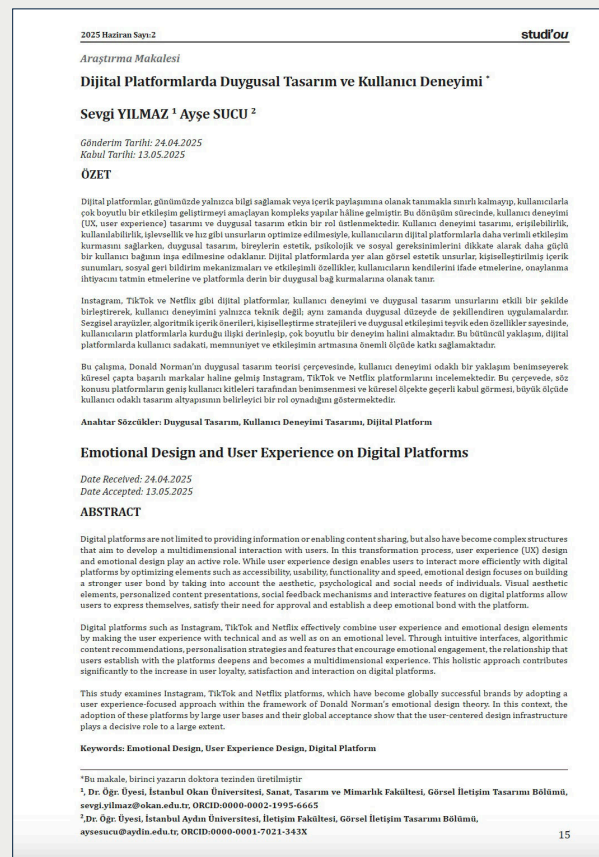 2025 Haziran Sayı:2
studi'ou
Araştırma Makalesi
Dijital Platformlarda Duygusal Tasarım ve Kullanıcı Deneyimi *
Sevgi YILMAZ ¹ Ayşe SUCU ²
Gönderim Tarihi: 24.04.2025
Kabul Tarihi: 13.05.2025
ÖZET
Dijital platformlar, günümüzde yalnızca bilgi sağlamak veya içerik paylaşımına olanak tanımakla sınırlı kalmayıp, kullanıcılarla
çok boyutlu bir etkileşim geliştirmeyi amaçlayan kompleks yapılar hâline gelmiştir. Bu dönüşüm sürecinde, kullanıcı deneyimi
(UX, user experience) tasarımı ve duygusal tasarım etkin bir rol üstlenmektedir. Kullanıcı deneyimi tasarımı, erişilebilirlik,
kullanılabilirlik, işlevsellik ve hız gibi unsurların optimize edilmesiyle, kullanıcıların dijital platformlarla daha verimli etkileşim
kurmasını sağlarken, duygusal tasarım, bireylerin estetik, psikolojik ve sosyal gereksinimlerini dikkate alarak daha güçlü
bir kullanıcı bağının inşa edilmesine odaklanır. Dijital platformlarda yer alan görsel estetik unsurlar, kişiselleştirilmiş içerik
sunumları, sosyal geri bildirim mekanizmaları ve etkileşimli özellikler, kullanıcıların kendilerini ifade etmelerine, onaylanma
ihtiyacını tatmin etmelerine ve platformla derin bir duygusal bağ kurmalarına olanak tanır.
Instagram, TikTok ve Netflix gibi dijital platformlar, kullanıcı deneyimi ve duygusal tasarım unsurlarını etkili bir şekilde
birleştirerek, kullanıcı deneyimini yalnızca teknik değil; aynı zamanda duygusal düzeyde de şekillendiren uygulamalardır.
Sezgisel arayüzler, algoritmik içerik önerileri, kişiselleştirme stratejileri ve duygusal etkileşimi teşvik eden özellikler sayesinde,
kullanıcıların platformlarla kurduğu ilişki derinleşip, çok boyutlu bir deneyim halini almaktadır. Bu bütüncül yaklaşım, dijital
platformlarda kullanıcı sadakati, memnuniyet ve etkileşimin artmasına önemli ölçüde katkı sağlamaktadır.
Bu çalışma, Donald Norman'ın duygusal tasarım teorisi çerçevesinde, kullanıcı deneyimi odaklı bir yaklaşım benimseyerek
küresel çapta başarılı markalar haline gelmiş Instagram, TikTok ve Netflix platformlarını incelemektedir. Bu çerçevede, söz
konusu platformların geniş kullanıcı kitleleri tarafından benimsenmesi ve küresel ölçekte geçerli kabul görmesi, büyük ölçüde
kullanıcı odaklı tasarım altyapısının belirleyici bir rol oynadığını göstermektedir.
Anahtar Sözcükler: Duygusal Tasarım, Kullanıcı Deneyimi Tasarımı, Dijital Platform
Emotional Design and User Experience on Digital Platforms
Date Received: 24.04.2025
Date Accepted: 13.05.2025
ABSTRACT
Digital platforms are not limited to providing information or enabling content sharing, but also have become complex structures
that aim to develop a multidimensional interaction with users. In this transformation process, user experience (UX) design
and emotional design play an active role. While user experience design enables users to interact more efficiently with digital
platforms by optimizing elements such as accessibility, usability, functionality and speed, emotional design focuses on building
a stronger user bond by taking into account the aesthetic, psychological and social needs of individuals. Visual aesthetic
elements, personalized content presentations, social feedback mechanisms and interactive features on digital platforms allow
users to express themselves, satisfy their need for approval and establish a deep emotional bond with the platform.
Digital platforms such as Instagram, TikTok and Netflix effectively combine user experience and emotional design elements
by making the user experience with technical and as well as on an emotional level. Through intuitive interfaces, algorithmic
content recommendations, personalisation strategies and features that encourage emotional engagement, the relationship that
users establish with the platforms deepens and becomes a multidimensional experience. This holistic approach contributes
significantly to the increase in user loyalty, satisfaction and interaction on digital platforms.
This study examines Instagram, TikTok and Netflix platforms, which have become globally successful brands by adopting a
user experience-focused approach within the framework of Donald Norman's emotional design theory. In this context, the
adoption of these platforms by large user bases and their global acceptance show that the user-centered design infrastructure
plays a decisive role to a large extent.
Keywords: Emotional Design, User Experience Design, Digital Platform
*Bu makale, birinci yazarın doktora tezinden üretilmiştir
¹, Dr. Öğr. Üyesi, İstanbul Okan Üniversitesi, Sanat, Tasarım ve Mimarlık Fakültesi, Görsel İletişim Tasarımı Bölümü,
sevgi.yilmaz@okan.edu.tr, ORCID:0000-0002-1995-6665
²,Dr. Öğr. Üyesi, İstanbul Aydın Üniversitesi, İletişim Fakültesi, Görsel İletişim Tasarımı Bölümü,
aysesucu@aydin.edu.tr, ORCID:0000-0001-7021-343X
15